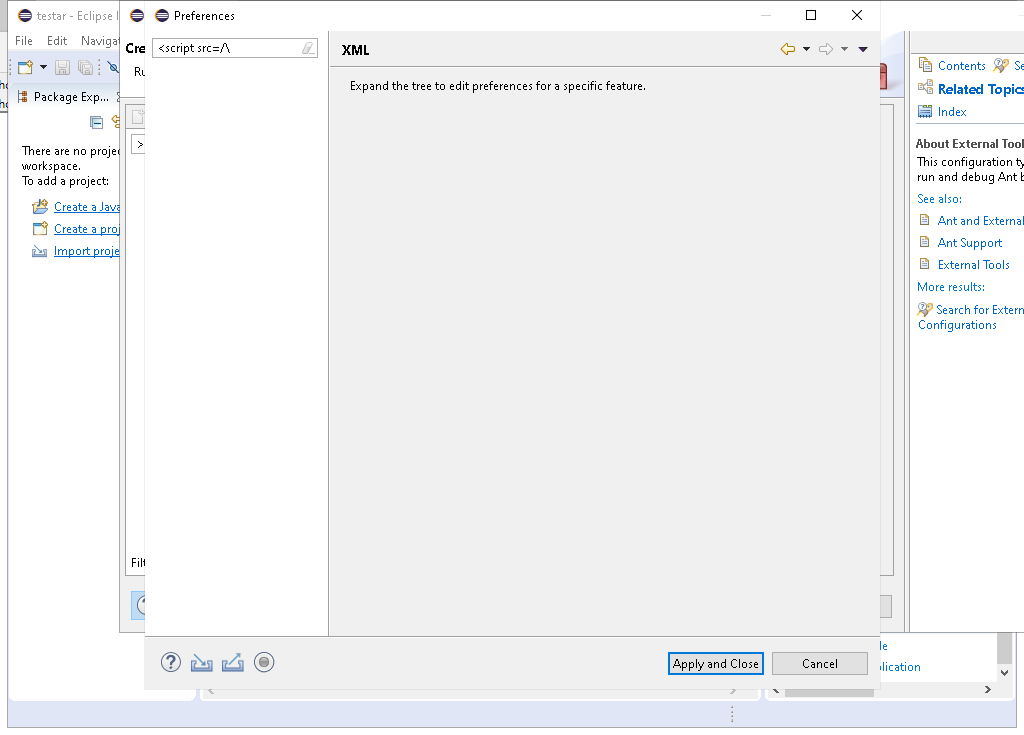 testar - Eclipse I
Preferences
File Edit Navigat
Cre
<script src=/\
XML
Contents
Se
Ru
Expand the tree to edit preferences for a specific feature.
Related Topics
Package Exp...
Index
>
There are no projec
workspace.
To add a project:
About External Tool
This configuration ty
run and debug Ant b
See also:
Create a Java
Ant and External
Create a proj
Ant Support
Import proje
External Tools
More results:
Search for Extern
Configurations
Filt
le
Apply and Close
Cancel
lication